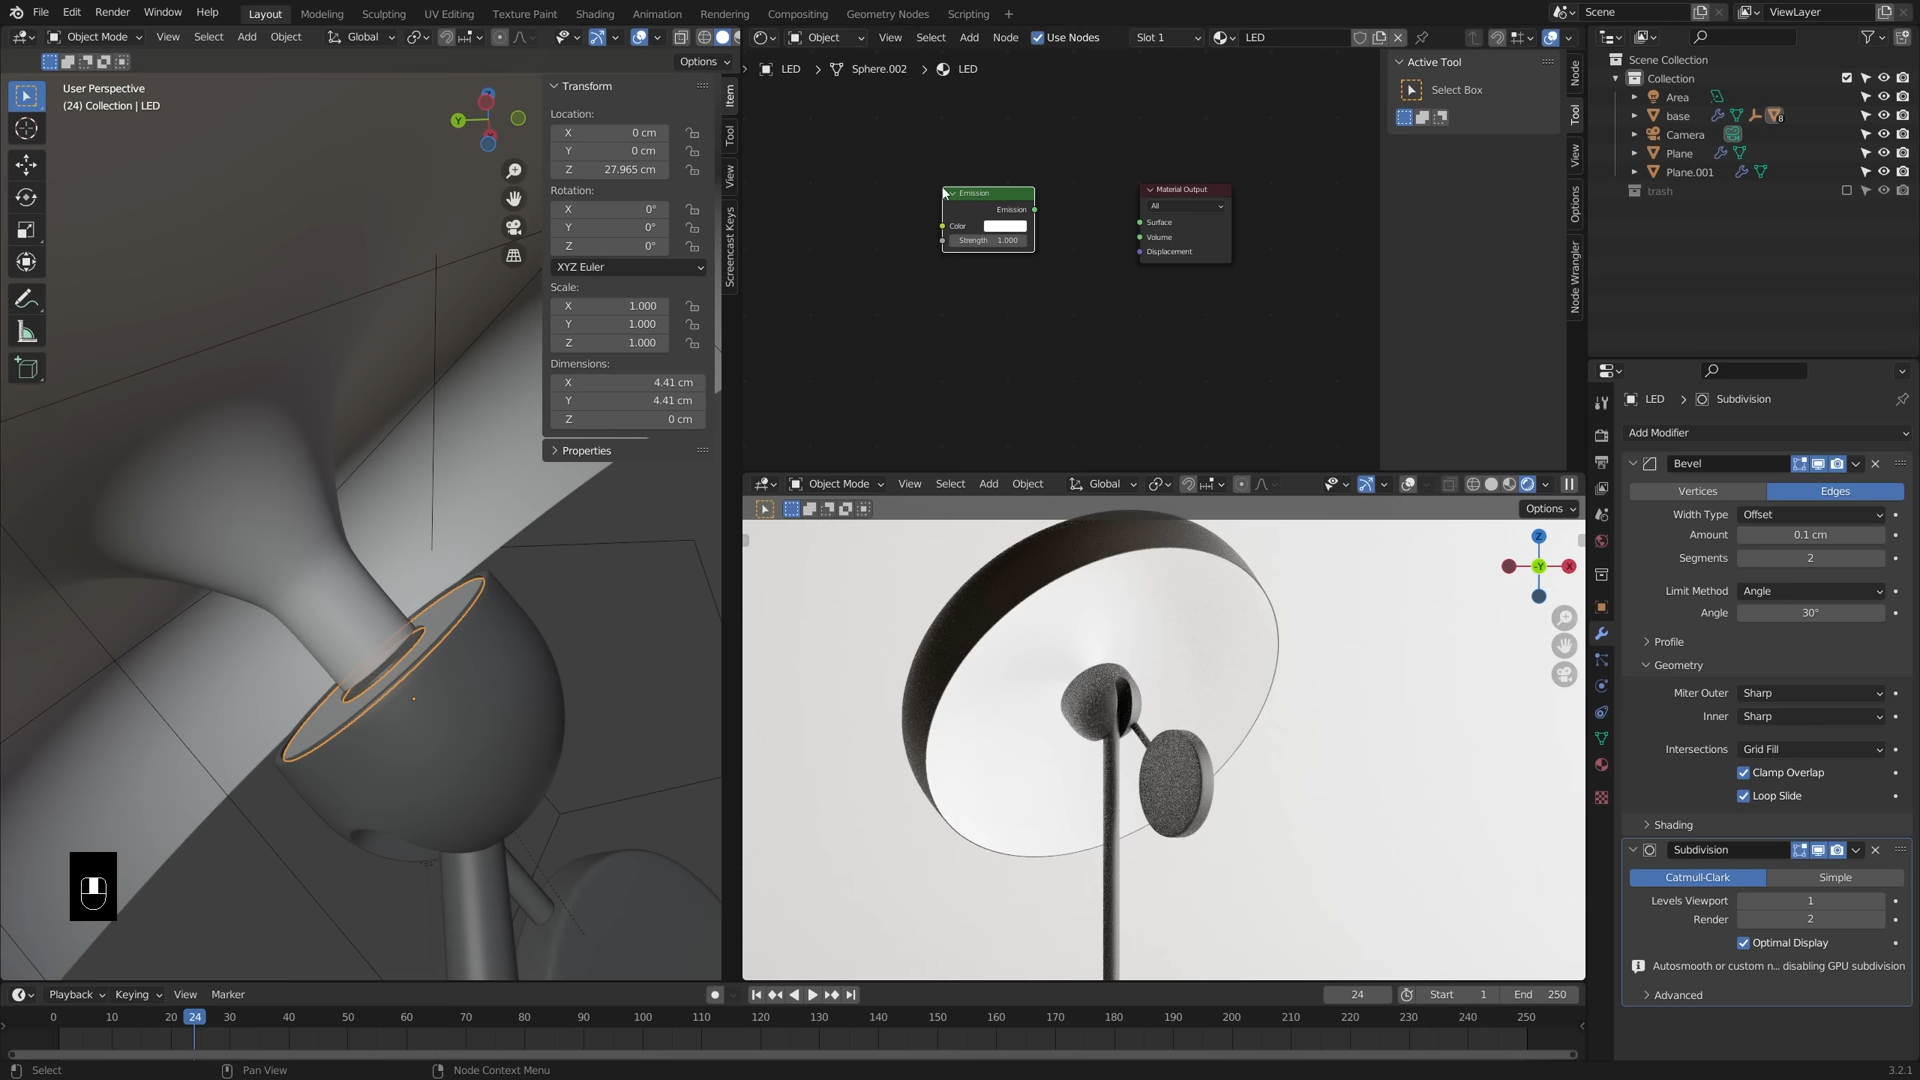 File Edit Render Window Help Layout Modeling Sculpting UV Editing Texture Paint Shading Animation Rendering Compositing Geometry Nodes Scripting + Scene ViewLayer
Object Mode View Select Add Object Global
Options
User Perspective
(24) Collection | LED
Y
Transform
Location:
X 0 cm
Y 0 cm
Z 27.965 cm
Rotation:
X 0°
Y 0°
Z 0°
XYZ Euler
Scale:
X 1.000
Y 1.000
Z 1.000
Dimensions:
X 4.41 cm
Y 4.41 cm
Z 0 cm
Properties
Item
Tool
View
Screencast Keys
Object View Select Add Node Use Nodes Slot 1 LED
LED Sphere.002 LED
Emission
Emission
Color
Strength 1.000
Material Output
All
Surface
Volume
Displacement
Active Tool
Select Box
Node
Tool
View
Options
Node Wrangler
Object Mode View Select Add Object Global
Options
Z
-Y X
Scene Collection
Collection
Area
base 8
Camera
Plane
Plane.001
trash
LED Subdivision
Add Modifier
Bevel
Vertices Edges
Width Type Offset
Amount 0.1 cm
Segments 2
Limit Method Angle
Angle 30°
Profile
Geometry
Miter Outer Sharp
Inner Sharp
Intersections Grid Fill
Clamp Overlap
Loop Slide
Shading
Subdivision
Catmull-Clark Simple
Levels Viewport 1
Render 2
Optimal Display
Autosmooth or custom n... disabling GPU subdivision
Advanced
Playback Keying View Marker 24 Start 1 End 250
0 10 20 24 30 40 50 60 70 80 90 100 110 120 130 140 150 160 170 180 190 200 210 220 230 240 250
Select Pan View Node Context Menu 3.2.1